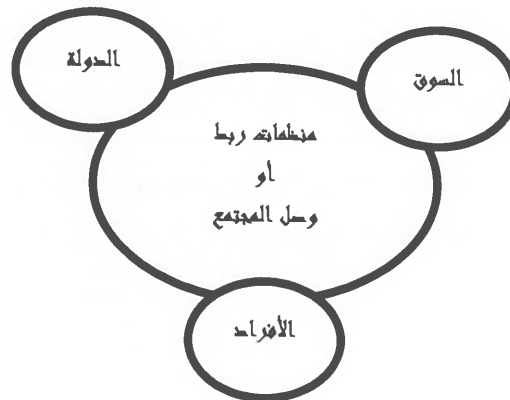 الدولة
السوق
منظمات ربط
أو
وصل المجتمع
الأفراد